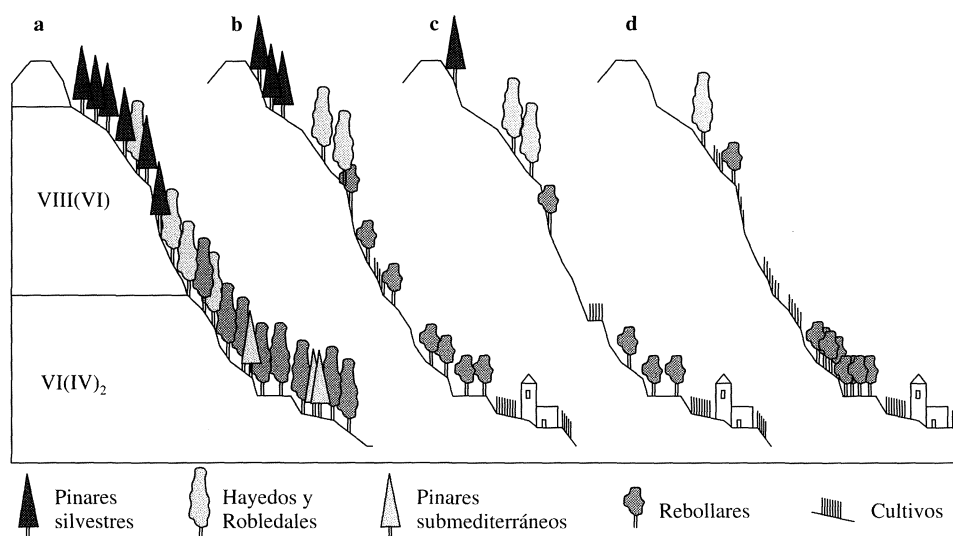 a
b
c
d
VIII(VI)
VI(IV)₂
Pinares
silvestres
Hayedos y
Robledales
Pinares
submediterráneos
Rebollares
Cultivos